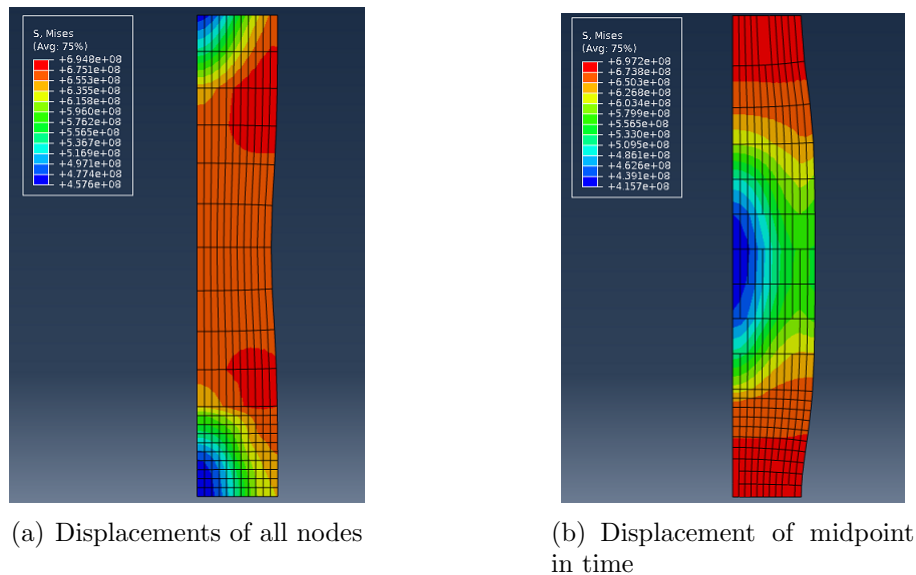 S, Mises
(Avg: 75%)
+6.948e+08
+6.751e+08
+6.553e+08
+6.355e+08
+6.158e+08
+5.960e+08
+5.762e+08
+5.565e+08
+5.367e+08
+5.169e+08
+4.971e+08
+4.774e+08
+4.576e+08
S, Mises
(Avg: 75%)
+6.972e+08
+6.738e+08
+6.503e+08
+6.268e+08
+6.034e+08
+5.799e+08
+5.565e+08
+5.330e+08
+5.095e+08
+4.861e+08
+4.626e+08
+4.391e+08
+4.157e+08
(a) Displacements of all nodes
(b) Displacement of midpoint
in time